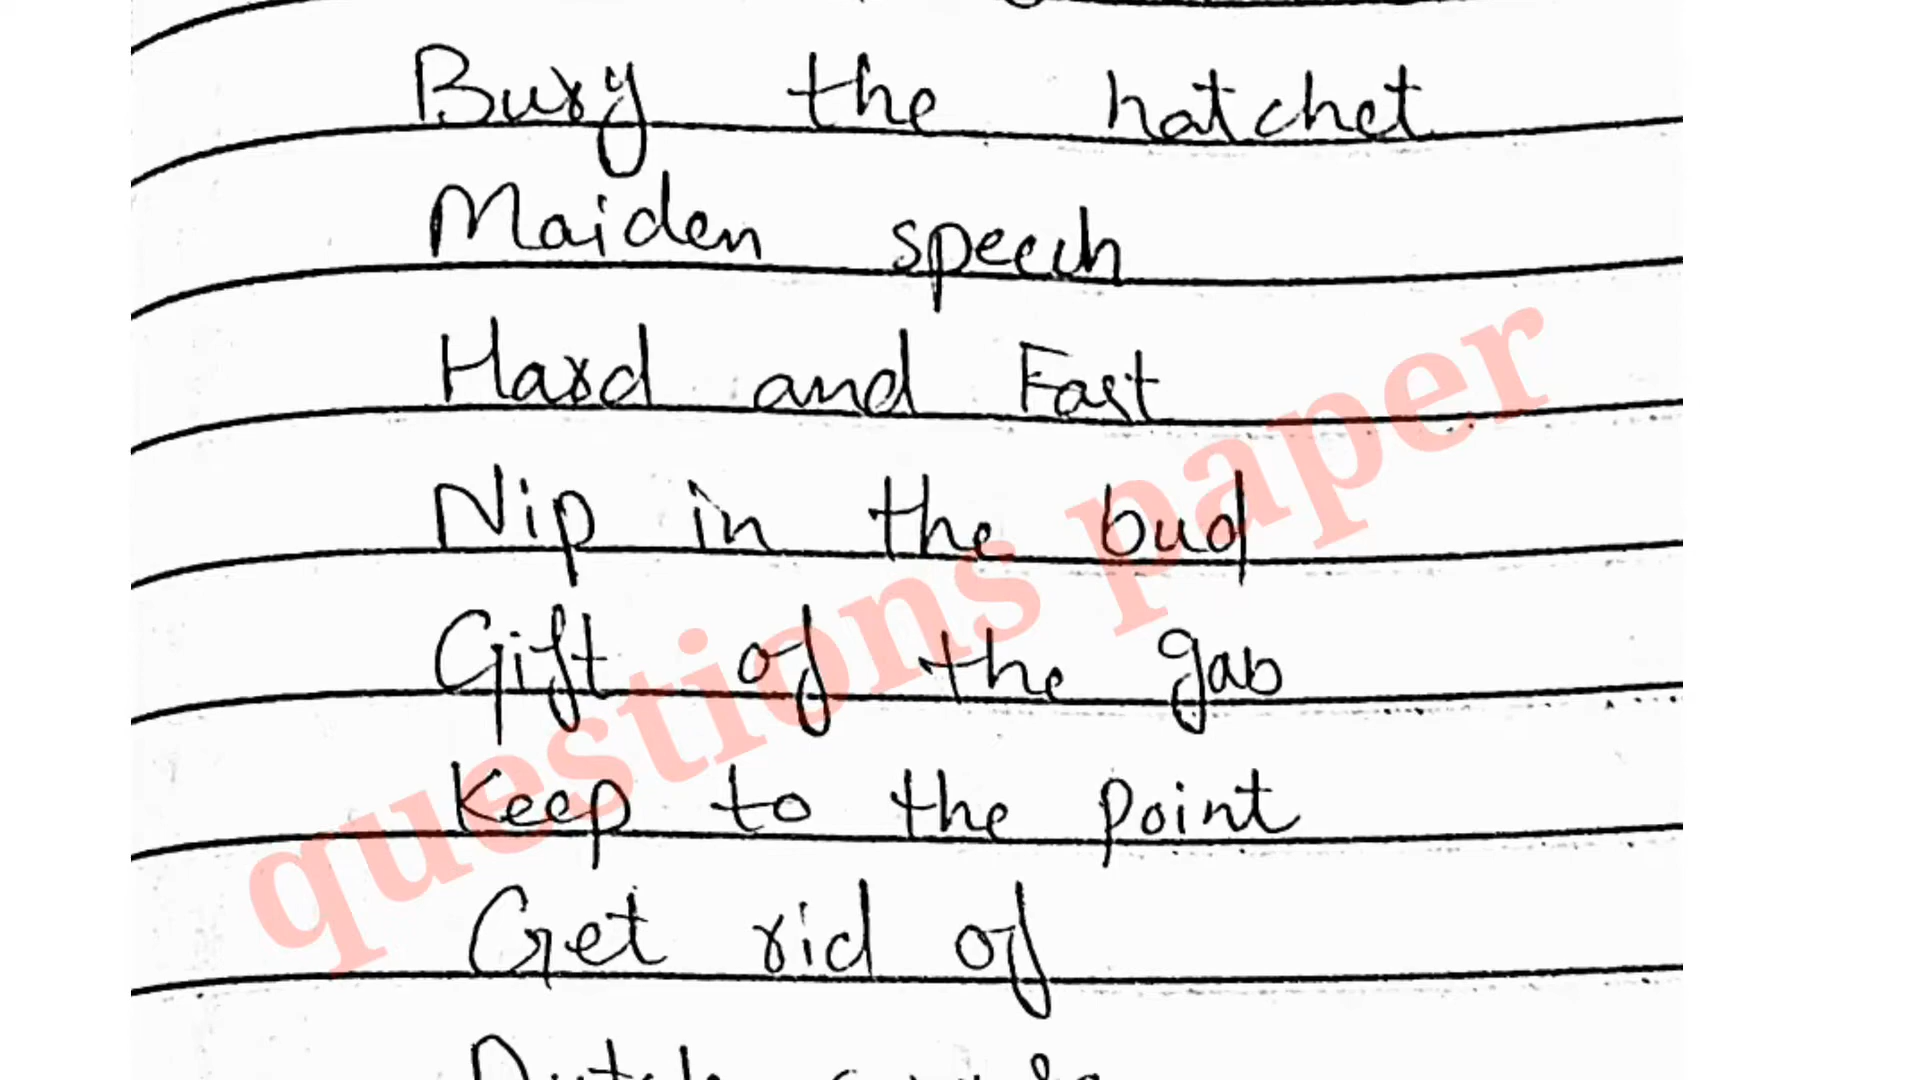 Bury the hatchet
Maiden speech
Hard and Fast
Nip in the bud
Gift of the gab
Keep to the point
Get rid of
questions paper